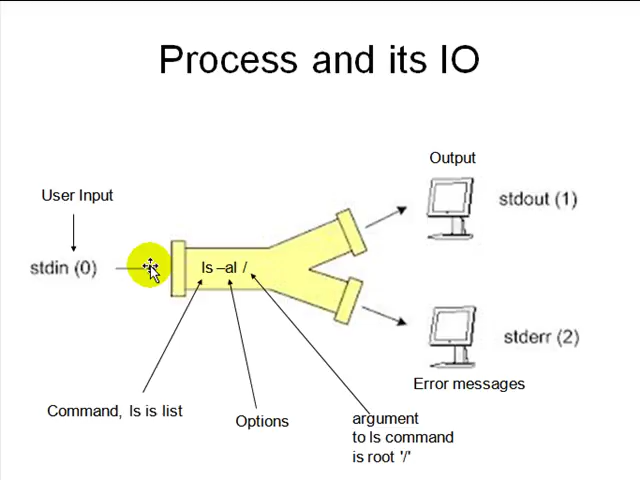 Process and its IO
Output
User Input
stdout (1)
stdin (0)
ls –al /
stderr (2)
Error messages
Command, ls is list
Options
argument
to ls command
is root '/'